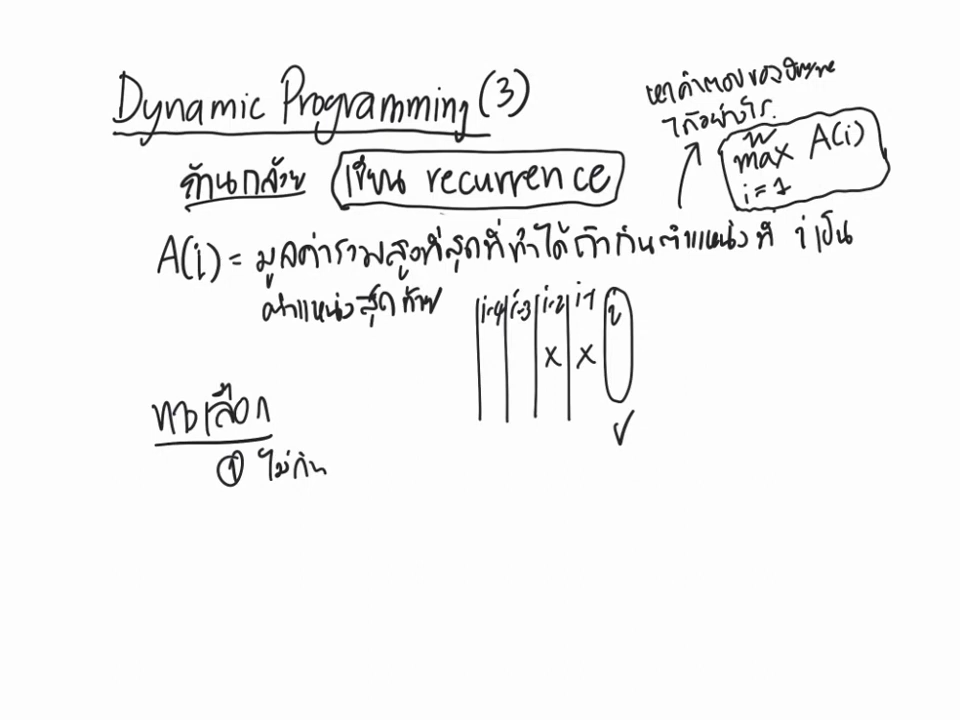 Dynamic Programming (3)
หาคำตอบของปัญหา
ได้อย่างไร
n
max A(i)
i=1
ร้านกล้วย เขียน recurrence
A(i) = มูลค่ารวมสูงที่สุดที่ทำได้ ถ้ากินตำแหน่งที่ i เป็น
ตำแหน่งสุดท้าย
i-4 i-3 i-2 i-1 i
x x
✓
ทางเลือก
① ไม่กิน